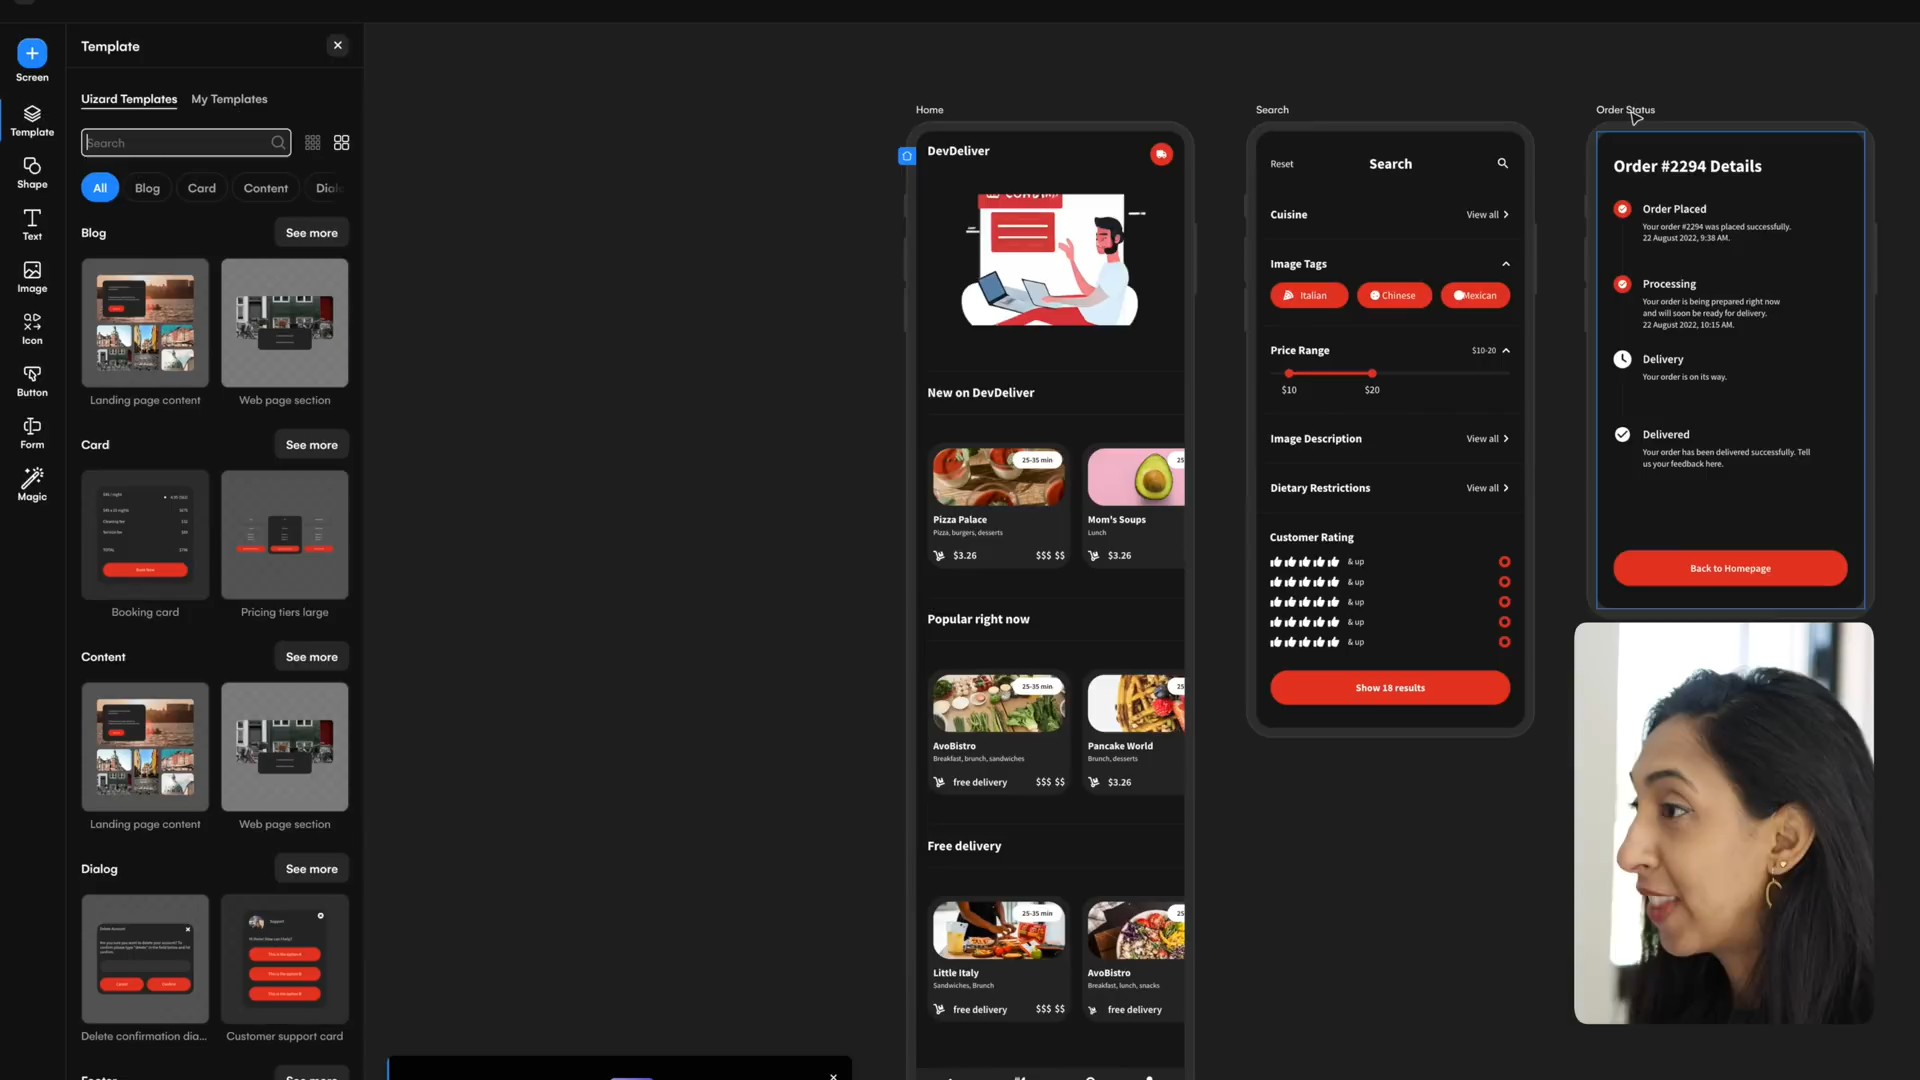 Screen
Template
Shape
Text
Image
Icon
Button
Form
Magic
Template
Uizard Templates My Templates
Search
All Blog Card Content
Blog See more
Landing page content Web page section
Card See more
Booking card Pricing tiers large
Content See more
Landing page content Web page section
Dialog See more
Delete confirmation dia... Customer support card
Home
DevDeliver
New on DevDeliver
25-35 min 25
Pizza Palace Mom's Soups
Pizza, burgers, desserts Lunch
$3.26 $$$ $$ $3.26
Popular right now
25-35 min 25
AvoBistro Pancake World
Breakfast, brunch, sandwiches Brunch, desserts
free delivery $$$ $$ $3.26
Free delivery
25-35 min 25
Little Italy AvoBistro
Sandwiches, Brunch Breakfast, lunch, snacks
free delivery $$$ $$ free delivery
Search
Reset Search
Cuisine View all
Image Tags
Italian Chinese Mexican
Price Range $10-20
$10 $20
Image Description View all
Dietary Restrictions View all
Customer Rating
& up
& up
& up
& up
& up
Show 18 results
Order Status
Order #2294 Details
Order Placed
Your order #2294 was placed successfully.
22 August 2022, 9:38 AM.
Processing
Your order is being prepared right now
and will soon be ready for delivery.
22 August 2022, 10:15 AM.
Delivery
Your order is on its way.
Delivered
Your order has been delivered successfully. Tell
us your feedback here.
Back to Homepage